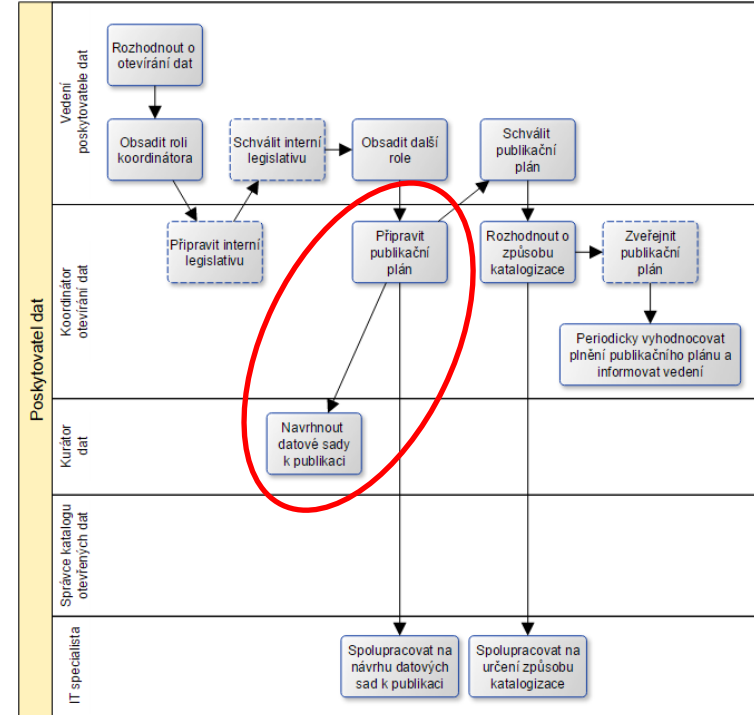 Poskytovatel dat
Vedení
poskytovatele dat
Rozhodnout o
otevírání dat
Obsadit roli
koordinátora
Schválit interní
legislativu
Obsadit další
role
Schválit
publikační
plán
Koordinátor
otevírání dat
Připravit interní
legislativu
Připravit
publikační
plán
Rozhodnout o
způsobu
katalogizace
Zveřejnit
publikační
plán
Periodicky vyhodnocovat
plnění publikačního plánu a
informovat vedení
Kurátor
dat
Navrhnout
datové sady
k publikaci
Správce katalogu
otevřených dat
IT specialista
Spolupracovat na
návrhu datových
sad k publikaci
Spolupracovat na
určení způsobu
katalogizace